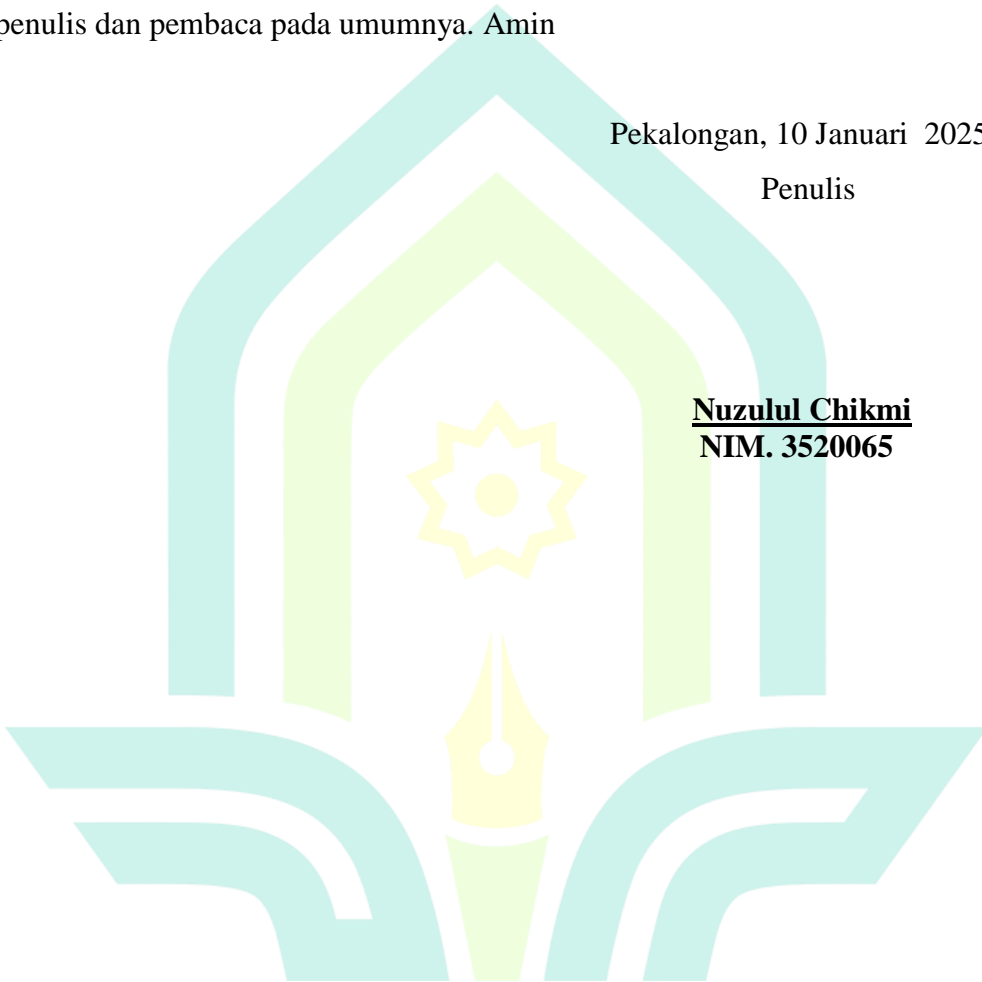 penulis dan pembaca pada umumnya. Amin
Pekalongan, 10 Januari 2025
Penulis
Nuzulul Chikmi
NIM. 3520065